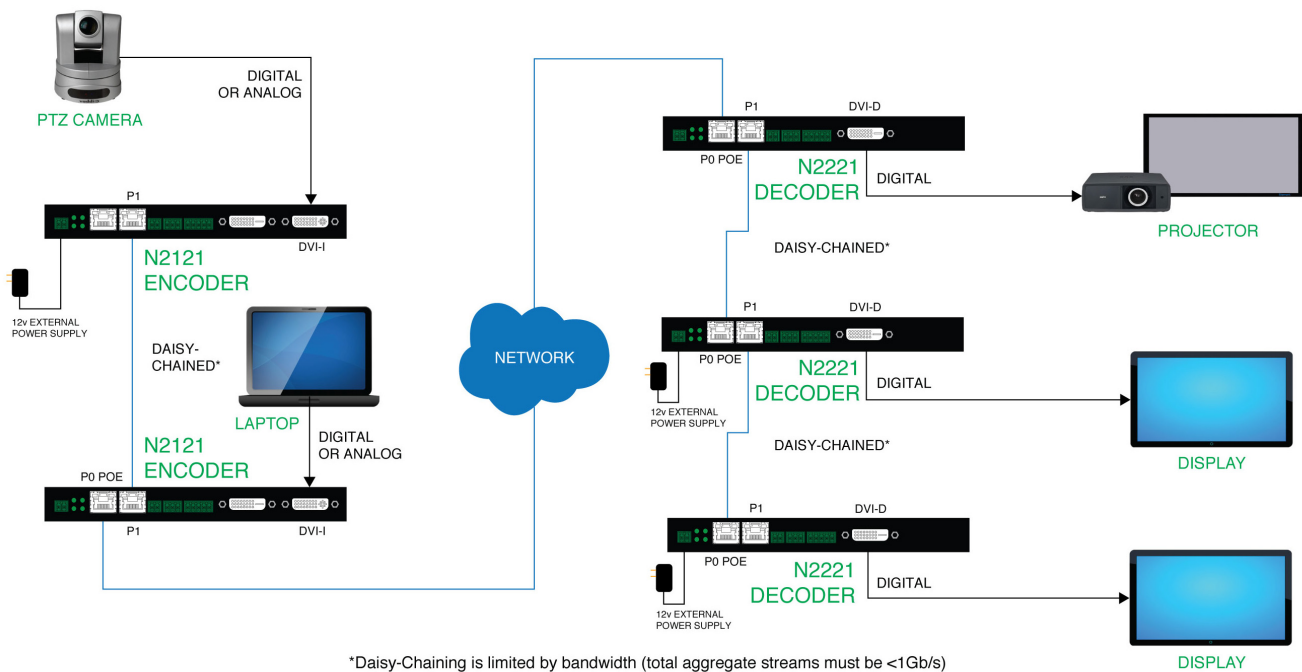 PTZ CAMERA
DIGITAL
OR ANALOG
P1
DVI-I
N2121
ENCODER
12v EXTERNAL
POWER SUPPLY
DAISY-
CHAINED*
LAPTOP
DIGITAL
OR ANALOG
N2121
ENCODER
P0 POE
P1
DVI-I
NETWORK
P1
DVI-D
P0 POE
N2221
DECODER
DIGITAL
PROJECTOR
DAISY-CHAINED*
P1
DVI-D
P0 POE
N2221
DECODER
DIGITAL
12v EXTERNAL
POWER SUPPLY
DISPLAY
DAISY-CHAINED*
P1
DVI-D
P0 POE
N2221
DECODER
DIGITAL
12v EXTERNAL
POWER SUPPLY
DISPLAY
*Daisy-Chaining is limited by bandwidth (total aggregate streams must be <1Gb/s)